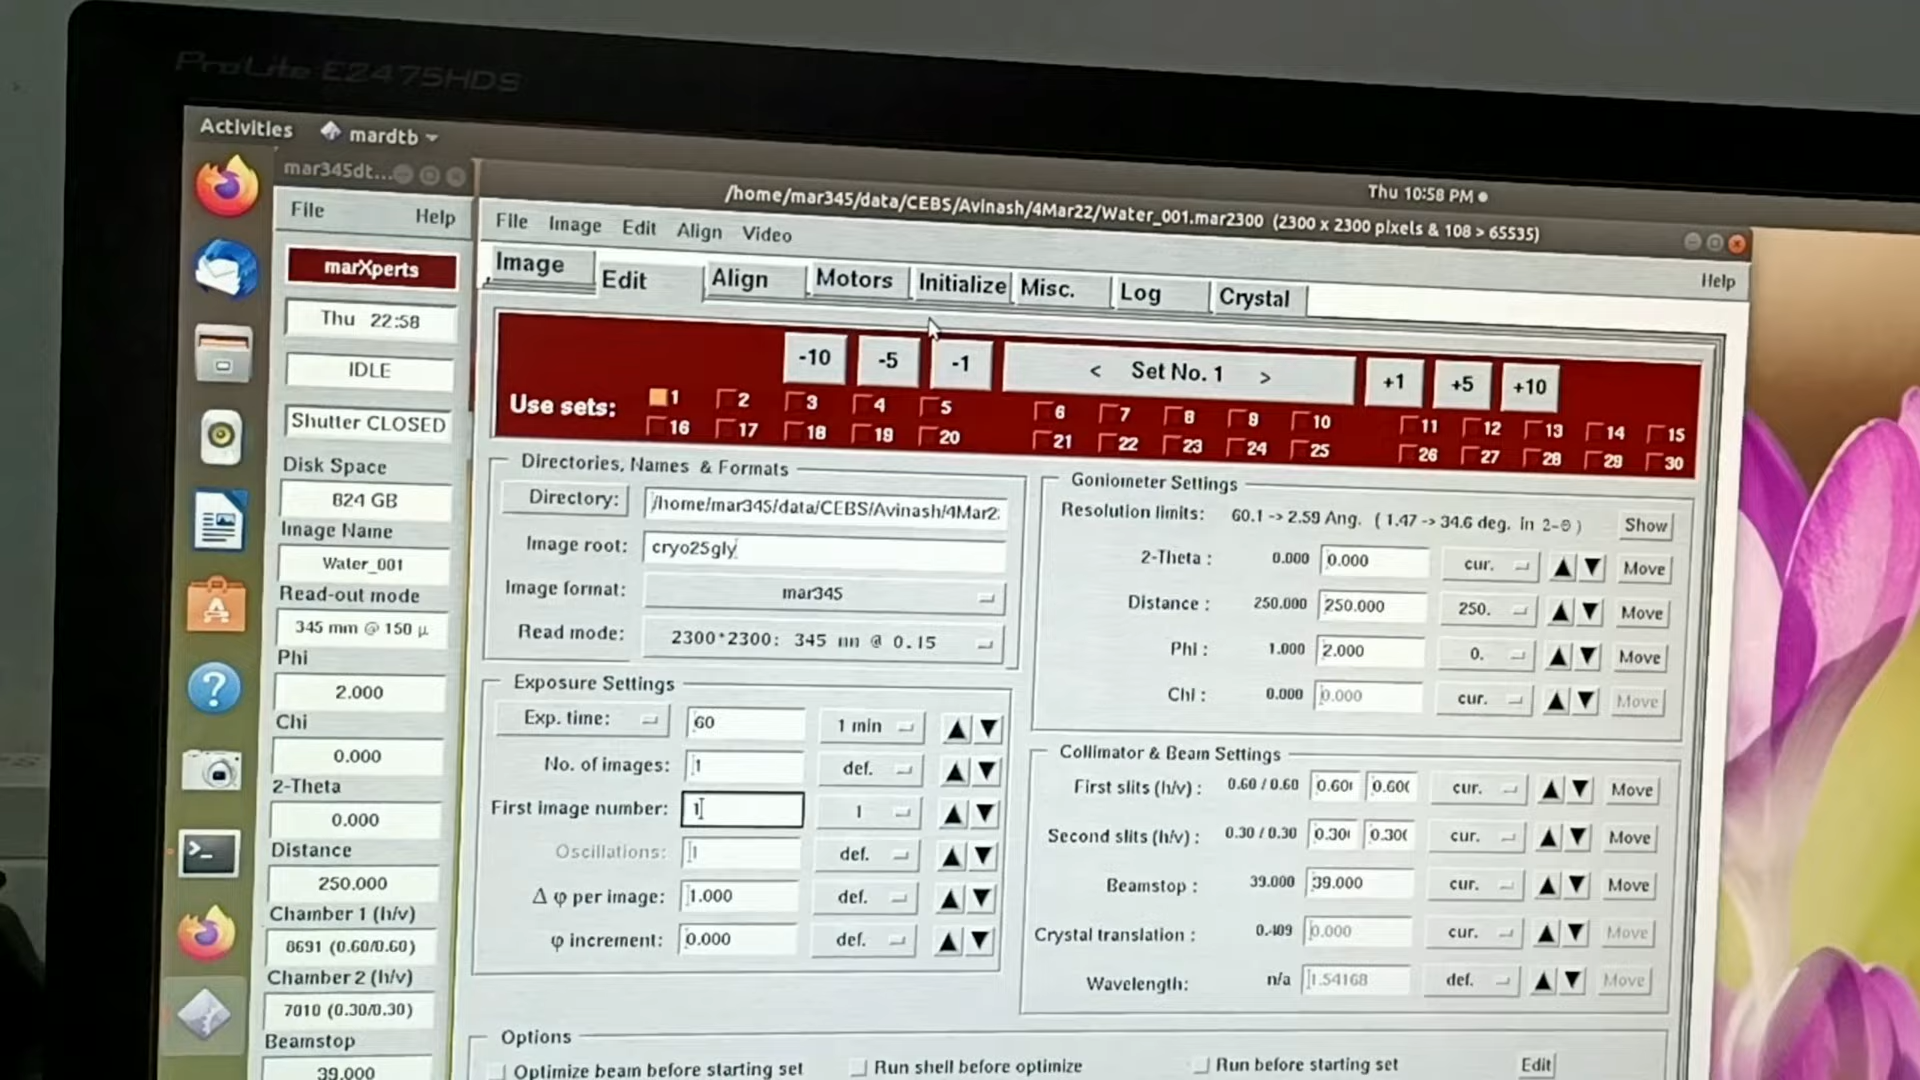 ProLite E2475HDS
Activities mardtb
Thu 10:58 PM
mar345dt...
/home/mar345/data/CEBS/Avinash/4Mar22/Water_001.mar2300 (2300 x 2300 pixels & 108 > 65535)
File Help
File Image Edit Align Video
Help
marXperts
Thu 22:58
IDLE
Shutter CLOSED
Disk Space
824 GB
Image Name
Water_001
Read-out mode
345 mm @ 150 µ
Phi
2.000
Chi
0.000
2-Theta
0.000
Distance
250.000
Chamber 1 (h/v)
8691 (0.60/0.60)
Chamber 2 (h/v)
7010 (0.30/0.30)
Beamstop
39.000
Image Edit Align Motors Initialize Misc. Log Crystal
-10 -5 -1 < Set No. 1 > +1 +5 +10
Use sets: 1 2 3 4 5 6 7 8 9 10 11 12 13 14 15
16 17 18 19 20 21 22 23 24 25 26 27 28 29 30
Directories, Names & Formats
Directory: /home/mar345/data/CEBS/Avinash/4Mar2
Image root: cryo25gly
Image format: mar345
Read mode: 2300*2300: 345 mm @ 0.15
Exposure Settings
Exp. time: 60 1 min
No. of images: 1 def.
First image number: 1 1
Oscillations: 1 def.
Δ φ per image: 1.000 def.
φ increment: 0.000 def.
Goniometer Settings
Resolution limits: 60.1 -> 2.59 Ang. ( 1.47 -> 34.6 deg. in 2-Θ ) Show
2-Theta : 0.000 0.000 cur. Move
Distance : 250.000 250.000 250. Move
Phi : 1.000 2.000 0. Move
Chi : 0.000 0.000 cur. Move
Collimator & Beam Settings
First slits (h/v) : 0.60 / 0.60 0.60 0.60 cur. Move
Second slits (h/v) : 0.30 / 0.30 0.30 0.30 cur. Move
Beamstop : 39.000 39.000 cur. Move
Crystal translation : 0.409 0.000 cur. Move
Wavelength: n/a 1.54168 def. Move
Options
Optimize beam before starting set Run shell before optimize Run before starting set Edit